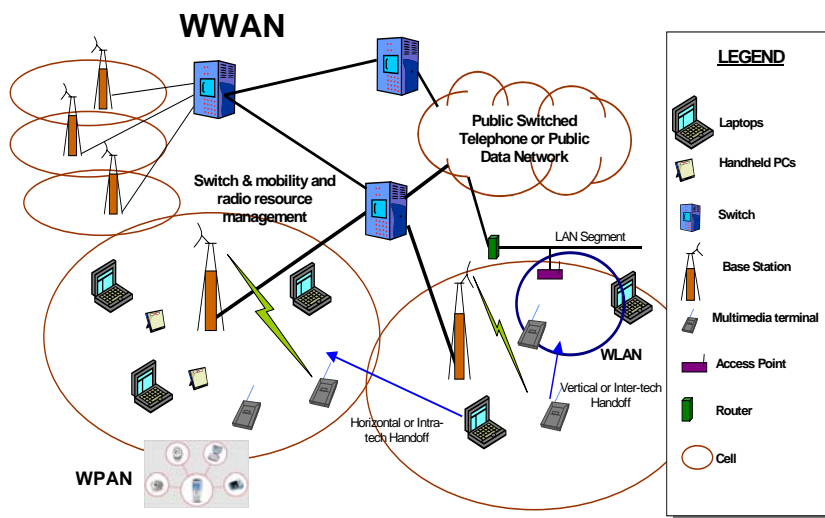 WWAN
Public Switched
Telephone or Public
Data Network
Switch & mobility and
radio resource
management
LAN Segment
WLAN
Vertical or Inter-tech
Handoff
Horizontal or Intra-
tech Handoff
WPAN
LEGEND
Laptops
Handheld PCs
Switch
Base Station
Multimedia terminal
Access Point
Router
Cell